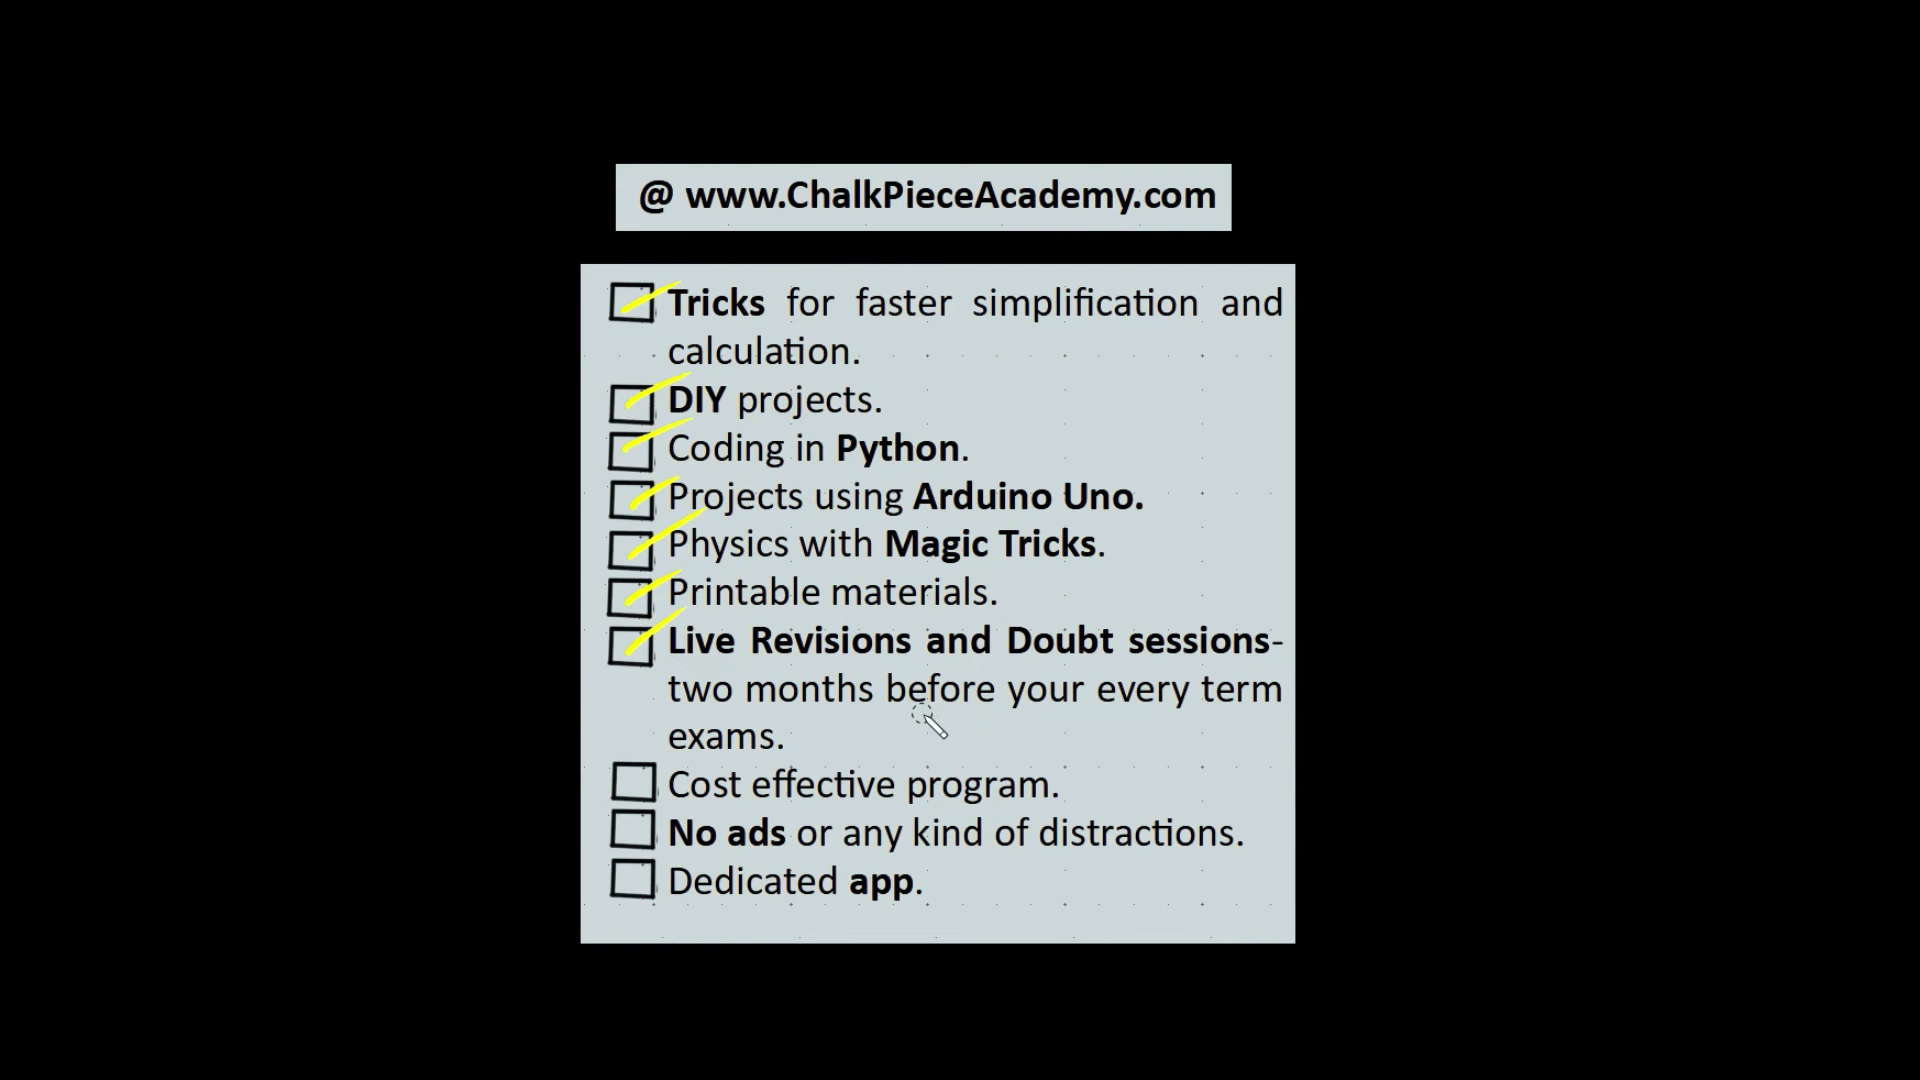 @ www.ChalkPieceAcademy.com
Tricks for faster simplification and
calculation.
DIY projects.
Coding in Python.
Projects using Arduino Uno.
Physics with Magic Tricks.
Printable materials.
Live Revisions and Doubt sessions-
two months before your every term
exams.
Cost effective program.
No ads or any kind of distractions.
Dedicated app.